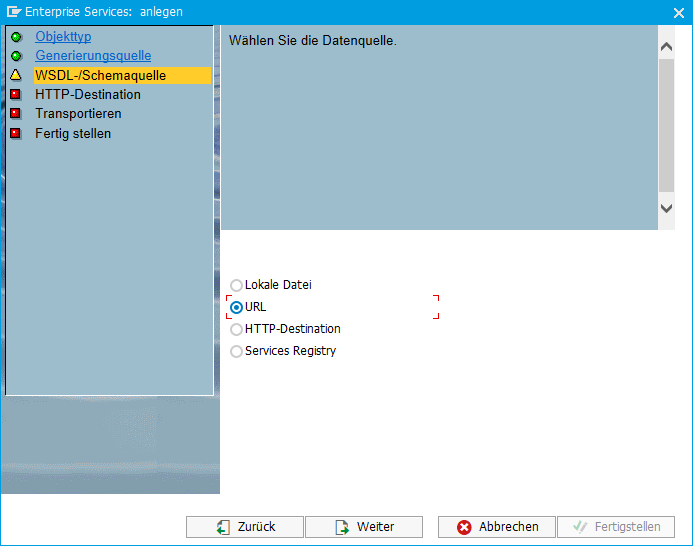 Enterprise Services: anlegen
Objekttyp
Generierungsquelle
WSDL-/Schemaquelle
HTTP-Destination
Transportieren
Fertig stellen
Wählen Sie die Datenquelle.
Lokale Datei
URL
HTTP-Destination
Services Registry
Zurück
Weiter
Abbrechen
Fertigstellen